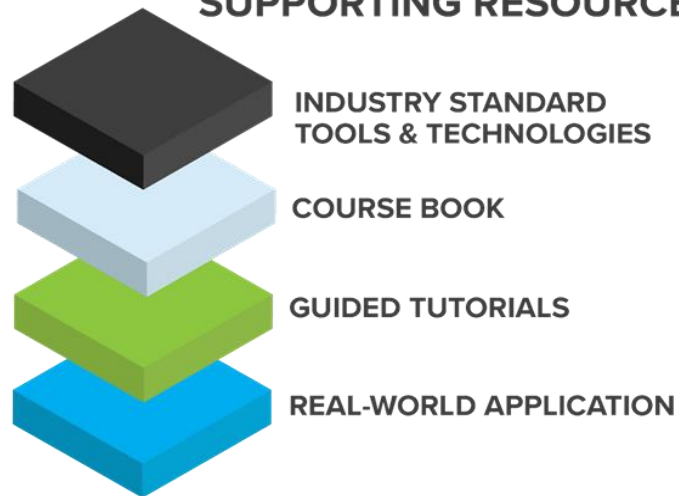 SUPPORTING RESOURCE
INDUSTRY STANDARD
TOOLS & TECHNOLOGIES
COURSE BOOK
GUIDED TUTORIALS
REAL-WORLD APPLICATION